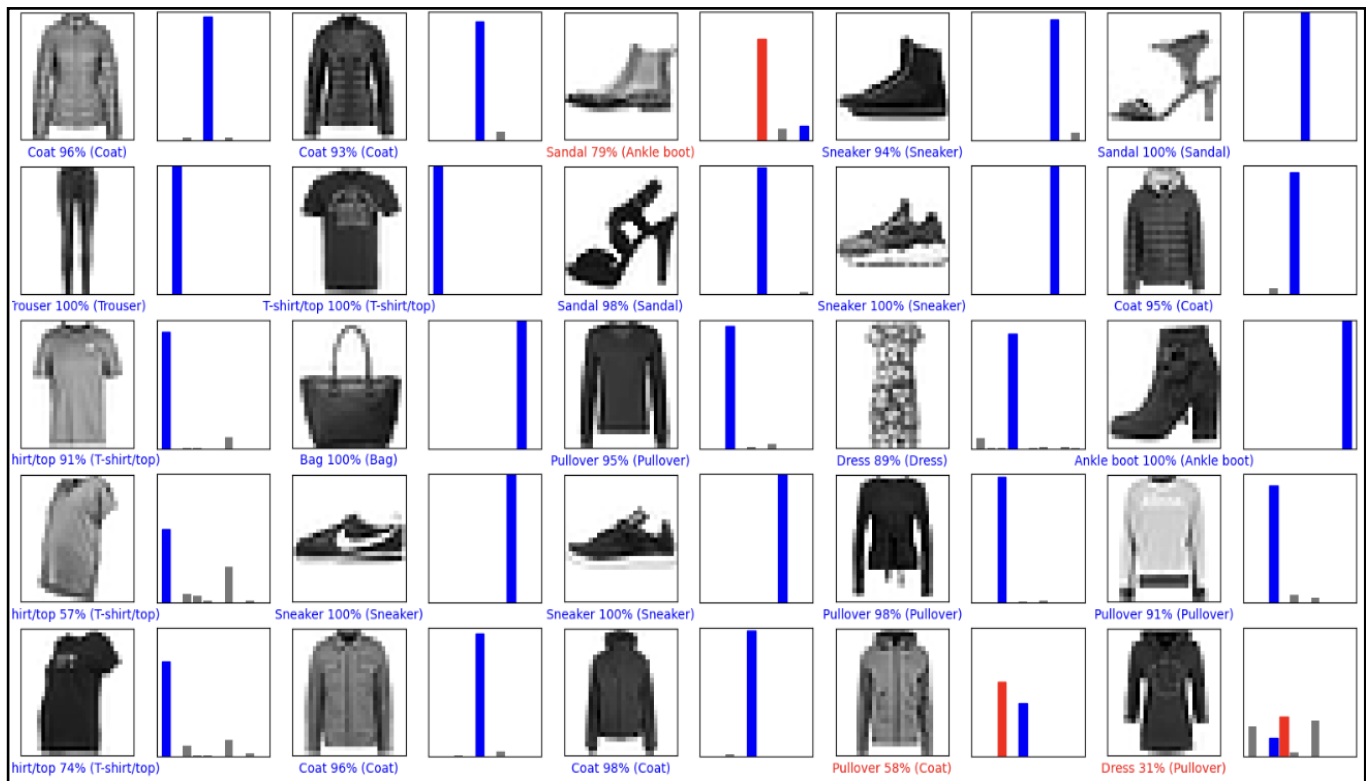 Coat 96% (Coat)
Coat 93% (Coat)
Sandal 79% (Ankle boot)
Sneaker 94% (Sneaker)
Sandal 100% (Sandal)
Trouser 100% (Trouser)
T-shirt/top 100% (T-shirt/top)
Sandal 98% (Sandal)
Sneaker 100% (Sneaker)
Coat 95% (Coat)
hirt/top 91% (T-shirt/top)
Bag 100% (Bag)
Pullover 95% (Pullover)
Dress 89% (Dress)
Ankle boot 100% (Ankle boot)
hirt/top 57% (T-shirt/top)
Sneaker 100% (Sneaker)
Sneaker 100% (Sneaker)
Pullover 98% (Pullover)
Pullover 91% (Pullover)
hirt/top 74% (T-shirt/top)
Coat 96% (Coat)
Coat 98% (Coat)
Pullover 58% (Coat)
Dress 31% (Pullover)